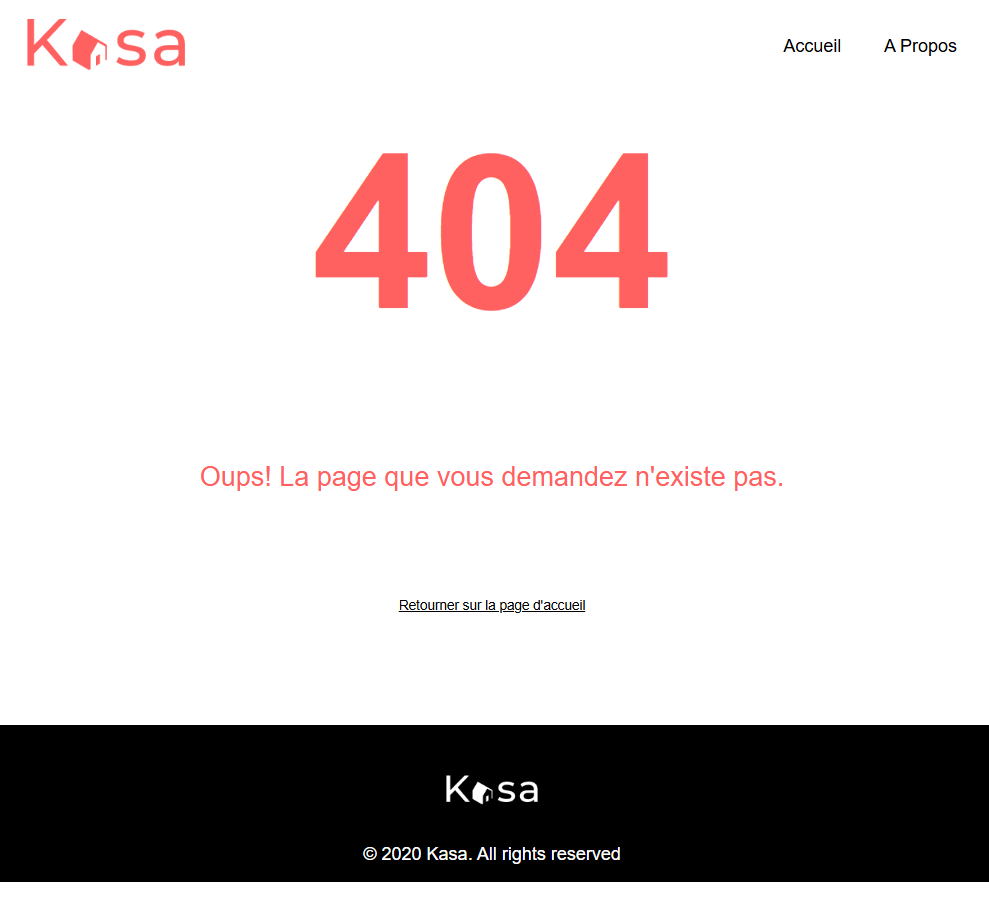 Kasa
Accueil
A Propos
404
Oups! La page que vous demandez n'existe pas.
Retourner sur la page d'accueil
Kasa
© 2020 Kasa. All rights reserved